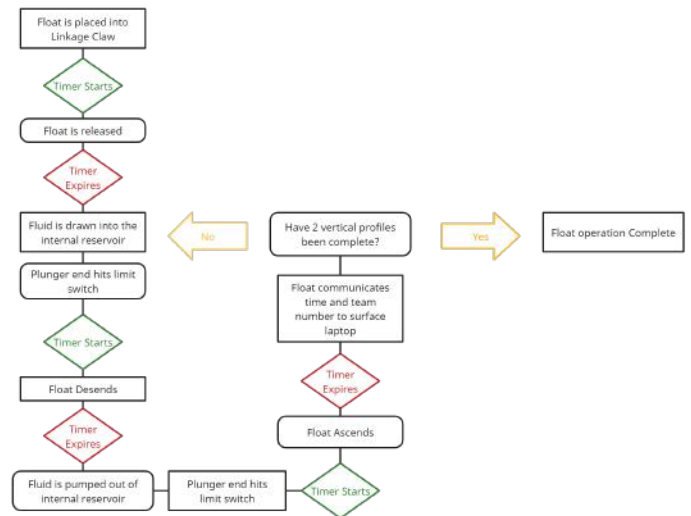 Float is placed into
Linkage Claw
Timer Starts
Float is released
Timer
Expires
Fluid is drawn into the
internal reservoir
Plunger end hits limit
switch
Timer Starts
Float Desends
Timer
Expires
Fluid is pumped out of
internal reservoir
Plunger end hits
limit switch
Timer Starts
Float Ascends
Timer
Expires
Float communicates
time and team
number to surface
laptop
Have 2 vertical profiles
been complete?
No
Yes
Float operation Complete